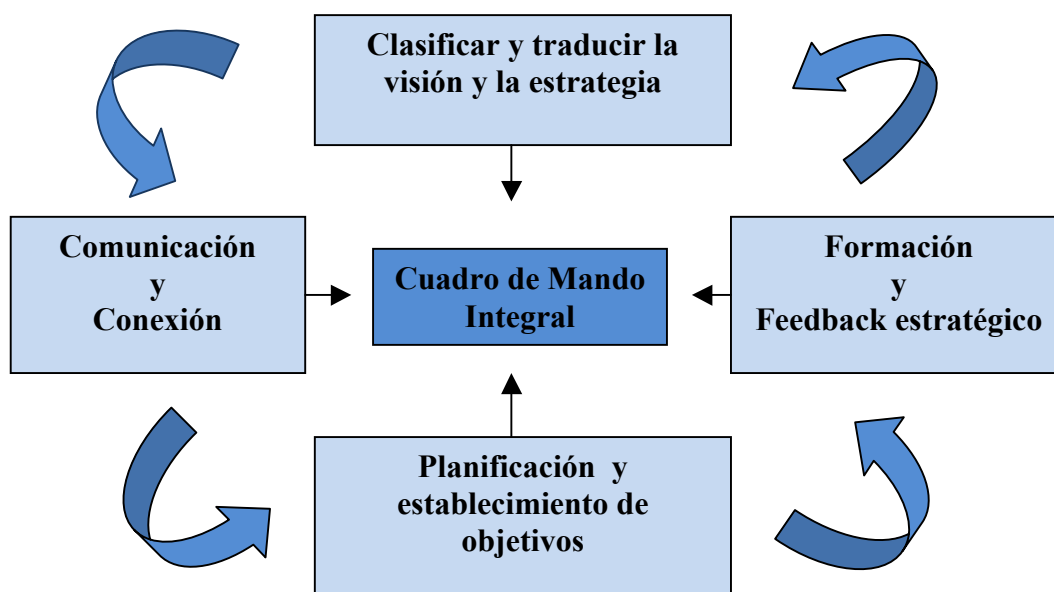 Clasificar y traducir la
visión y la estrategia
Comunicación
y
Conexión
Cuadro de Mando
Integral
Formación
y
Feedback estratégico
Planificación y
establecimiento de
objetivos